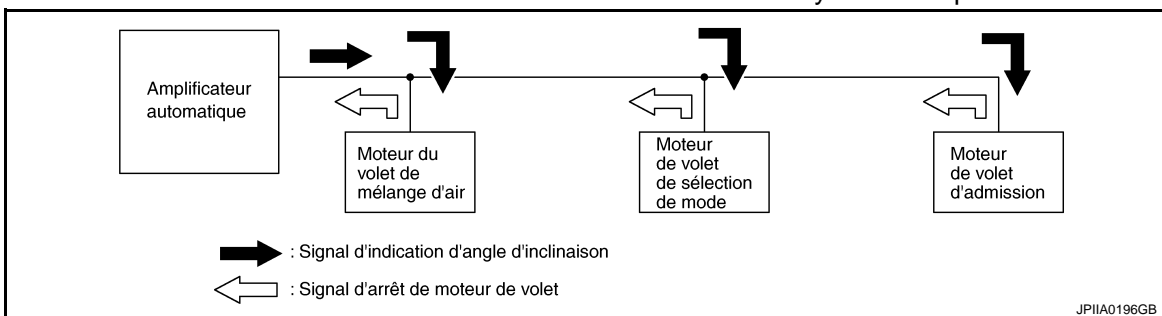 Amplificateur
automatique
Moteur du
volet de
mélange d'air
Moteur
de volet
de sélection
de mode
Moteur
de volet
d'admission
: Signal d'indication d'angle d'inclinaison
: Signal d'arrêt de moteur de volet
JPIIA0196GB